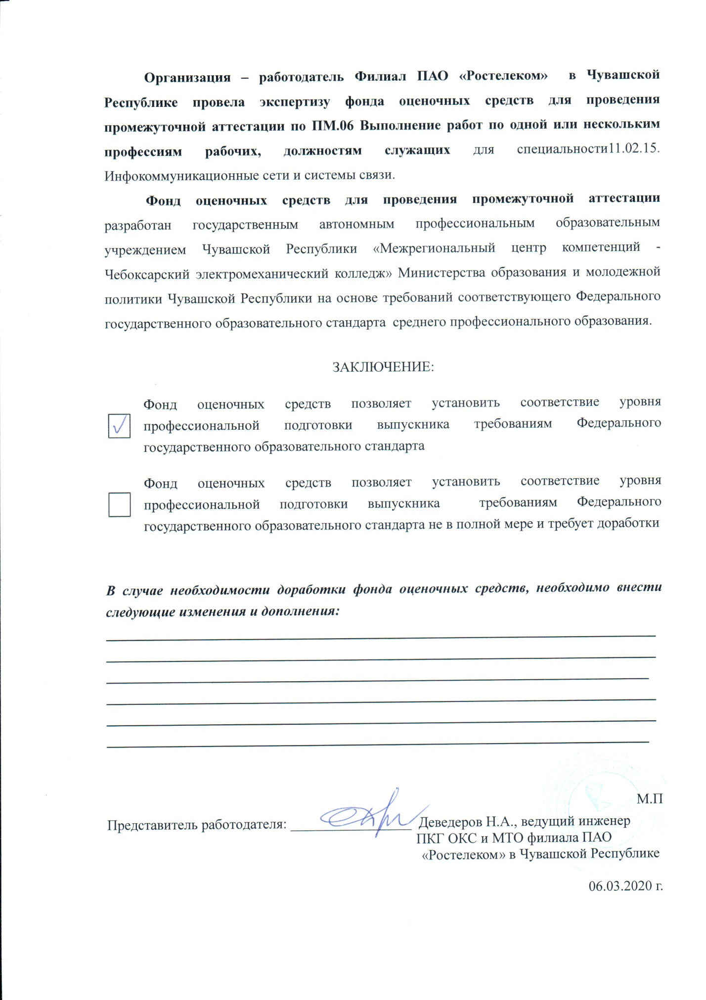 Организация – работодатель Филиал ПАО «Ростелеком» в Чувашской
Республике провела экспертизу фонда оценочных средств для проведения
промежуточной аттестации по ПМ.06 Выполнение работ по одной или нескольким
профессиям рабочих, должностям служащих для специальности11.02.15.
Инфокоммуникационные сети и системы связи.
Фонд оценочных средств для проведения промежуточной аттестации
разработан государственным автономным профессиональным образовательным
учреждением Чувашской Республики «Межрегиональный центр компетенций -
Чебоксарский электромеханический колледж» Министерства образования и молодежной
политики Чувашской Республики на основе требований соответствующего Федерального
государственного образовательного стандарта среднего профессионального образования.
ЗАКЛЮЧЕНИЕ:
Фонд оценочных средств позволяет установить соответствие уровня
профессиональной подготовки выпускника требованиям Федерального
государственного образовательного стандарта
Фонд оценочных средств позволяет установить соответствие уровня
профессиональной подготовки выпускника требованиям Федерального
государственного образовательного стандарта не в полной мере и требует доработки
В случае необходимости доработки фонда оценочных средств, необходимо внести
следующие изменения и дополнения:
М.П
Представитель работодателя: Деведеров Н.А., ведущий инженер
ПКГ ОКС и МТО филиала ПАО
«Ростелеком» в Чувашской Республике
06.03.2020 г.